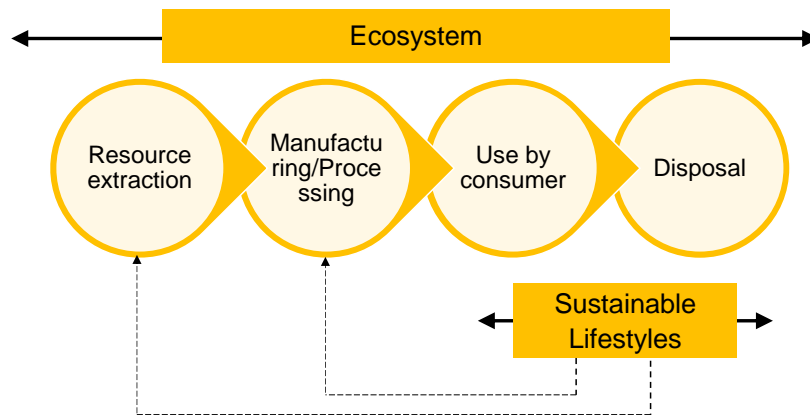 Ecosystem
Resource
extraction
Manufactu
ring/Proce
ssing
Use by
consumer
Disposal
Sustainable
Lifestyles